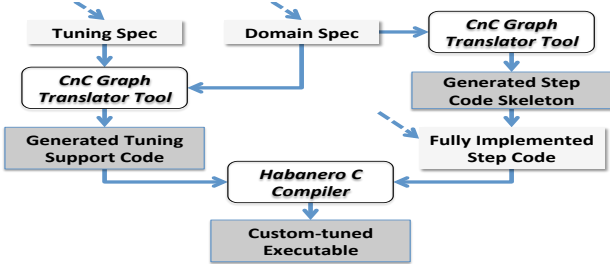 Tuning Spec
Domain Spec
CnC Graph
Translator Tool
CnC Graph
Translator Tool
Generated Step
Code Skeleton
Generated Tuning
Support Code
Fully Implemented
Step Code
Habanero C
Compiler
Custom-tuned
Executable